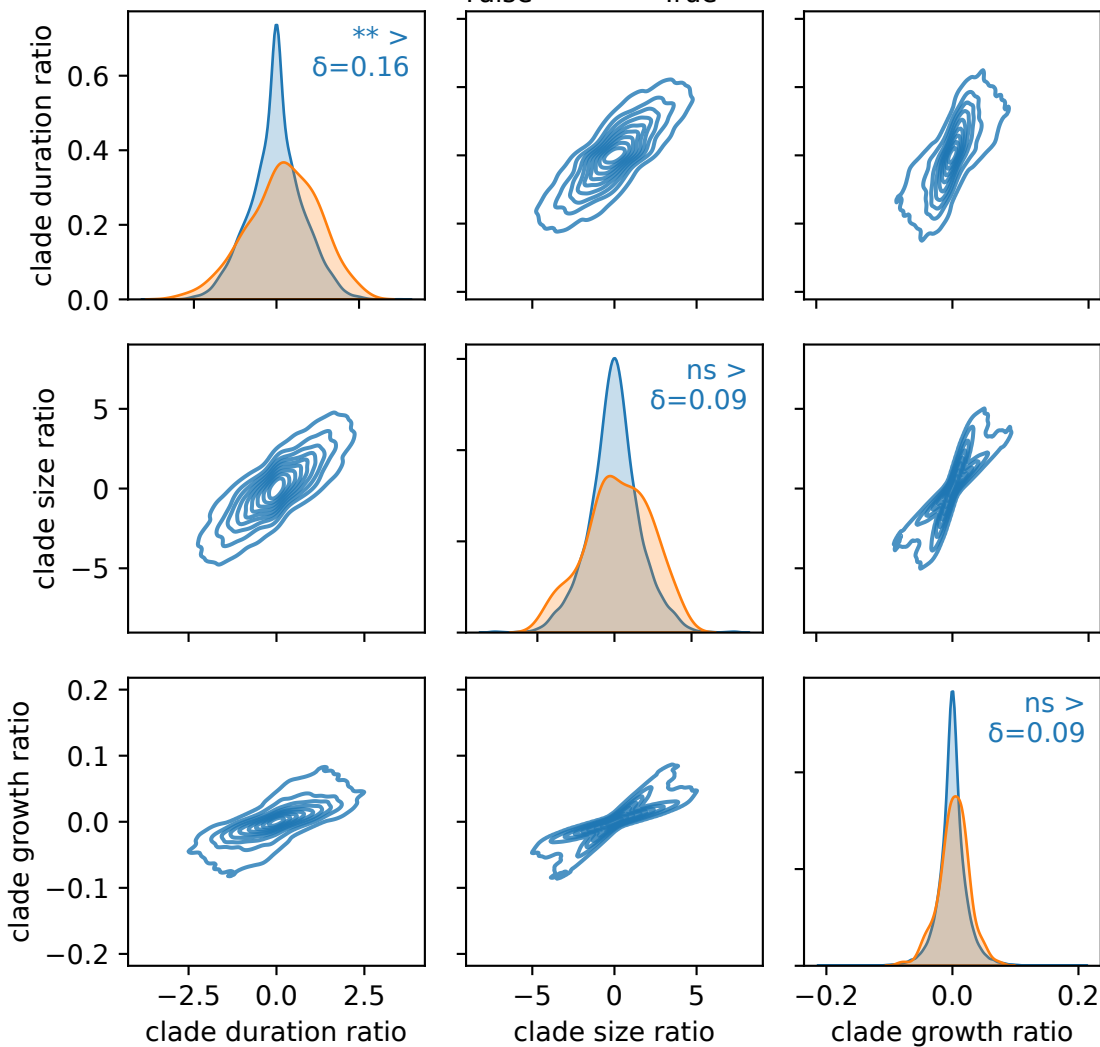 clade duration ratio
0.6
0.4
0.2
0.0
** >
δ=0.16
clade size ratio
5
0
−5
ns >
δ=0.09
clade growth ratio
0.2
0.1
0.0
−0.1
−0.2
ns >
δ=0.09
−2.5 0.0 2.5
clade duration ratio
−5 0 5
clade size ratio
−0.2 0.0 0.2
clade growth ratio